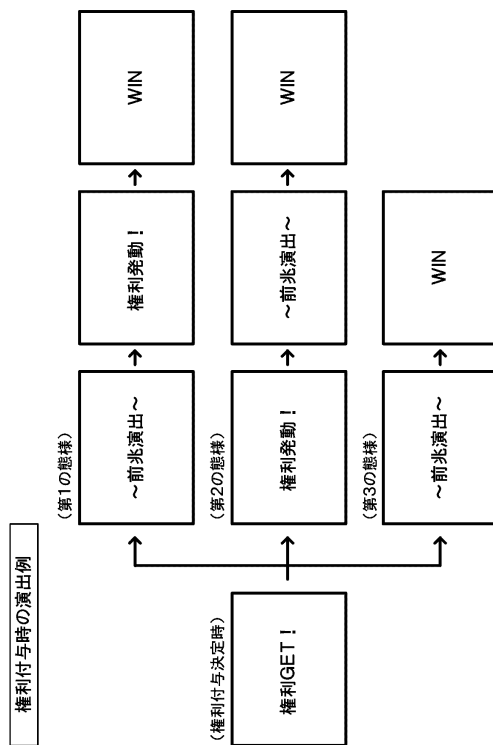 権利付与時の演出例
(権利付与決定時)
権利GET！
(第1の態様)
～前兆演出～
権利発動！
WIN
(第2の態様)
権利発動！
～前兆演出～
WIN
(第3の態様)
～前兆演出～
WIN